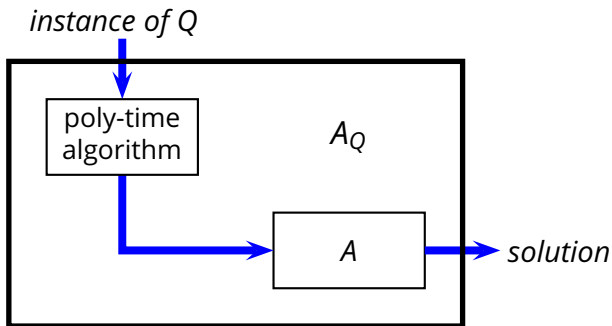 instance of Q
poly-time
algorithm
A_Q
A
solution